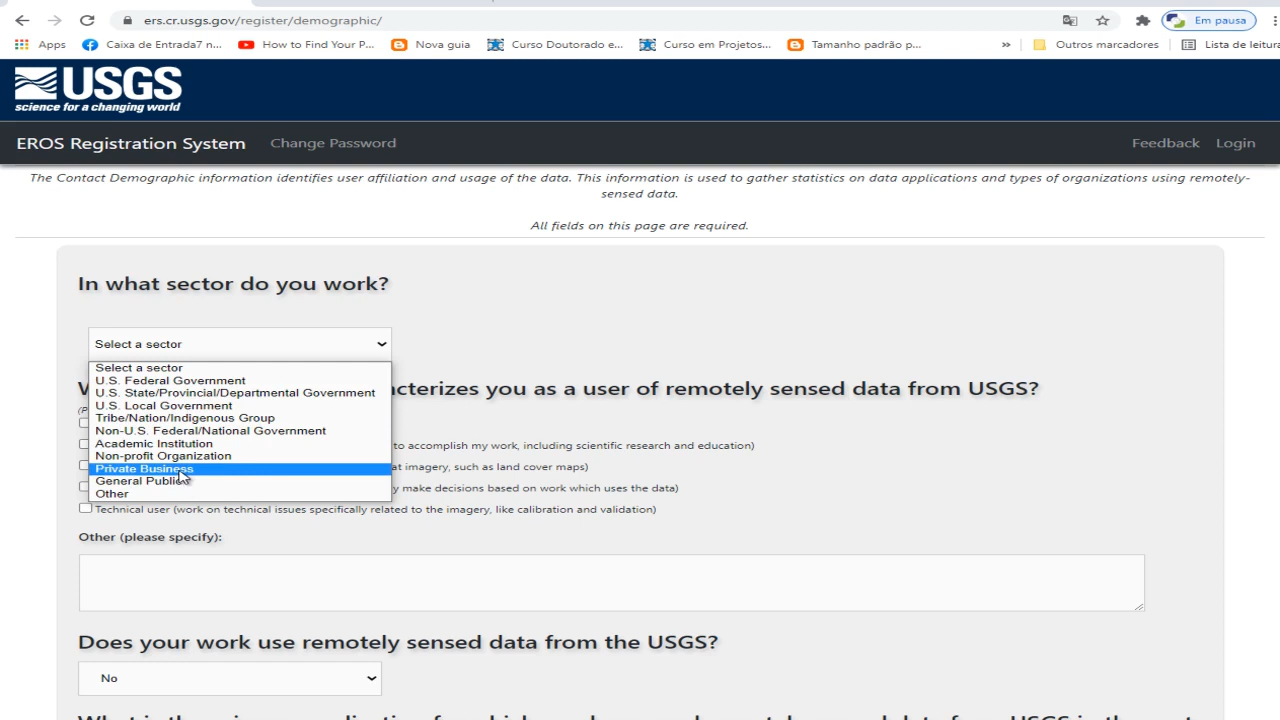 ers.cr.usgs.gov/register/demographic/
Em pausa
Apps
Caixa de Entrada7 n...
How to Find Your P...
Nova guia
Curso Doutorado e...
Curso em Projetos...
Tamanho padrão p...
»
Outros marcadores
Lista de leitura
USGS
science for a changing world
EROS Registration System
Change Password
Feedback
Login
The Contact Demographic information identifies user affiliation and usage of the data. This information is used to gather statistics on data applications and types of organizations using remotely-
sensed data.
All fields on this page are required.
In what sector do you work?
Select a sector
Select a sector
U.S. Federal Government
U.S. State/Provincial/Departmental Government
U.S. Local Government
Tribe/Nation/Indigenous Group
Non-U.S. Federal/National Government
Academic Institution
Non-profit Organization
Private Business
General Public
Other
you as a user of remotely sensed data from USGS?
to accomplish my work, including scientific research and education)
imagery, such as land cover maps)
make decisions based on work which uses the data)
Technical user (work on technical issues specifically related to the imagery, like calibration and validation)
Other (please specify):
Does your work use remotely sensed data from the USGS?
No